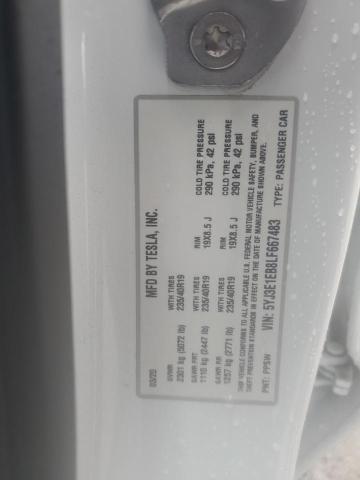 MFD BY TESLA, INC.
03/20
GVWR
2301 kg (5072 lb)
WITH TIRES
235/40R19
RIM
19X8.5 J
COLD TIRE PRESSURE
290 kPa, 42 psi
GAWR FRT
1110 kg (2447 lb)
WITH TIRES
235/40R19
RIM
19X8.5 J
COLD TIRE PRESSURE
290 kPa, 42 psi
GAWR RR
1257 kg (2771 lb)
WITH TIRES
235/40R19
THIS VEHICLE CONFORMS TO ALL APPLICABLE U.S. FEDERAL MOTOR VEHICLE SAFETY, BUMPER, AND
THEFT PREVENTION STANDARDS IN EFFECT ON THE DATE OF MANUFACTURE SHOWN ABOVE.
VIN: 5YJ3E1EB8LF667483
TYPE: PASSENGER CAR
PNT: PPSW